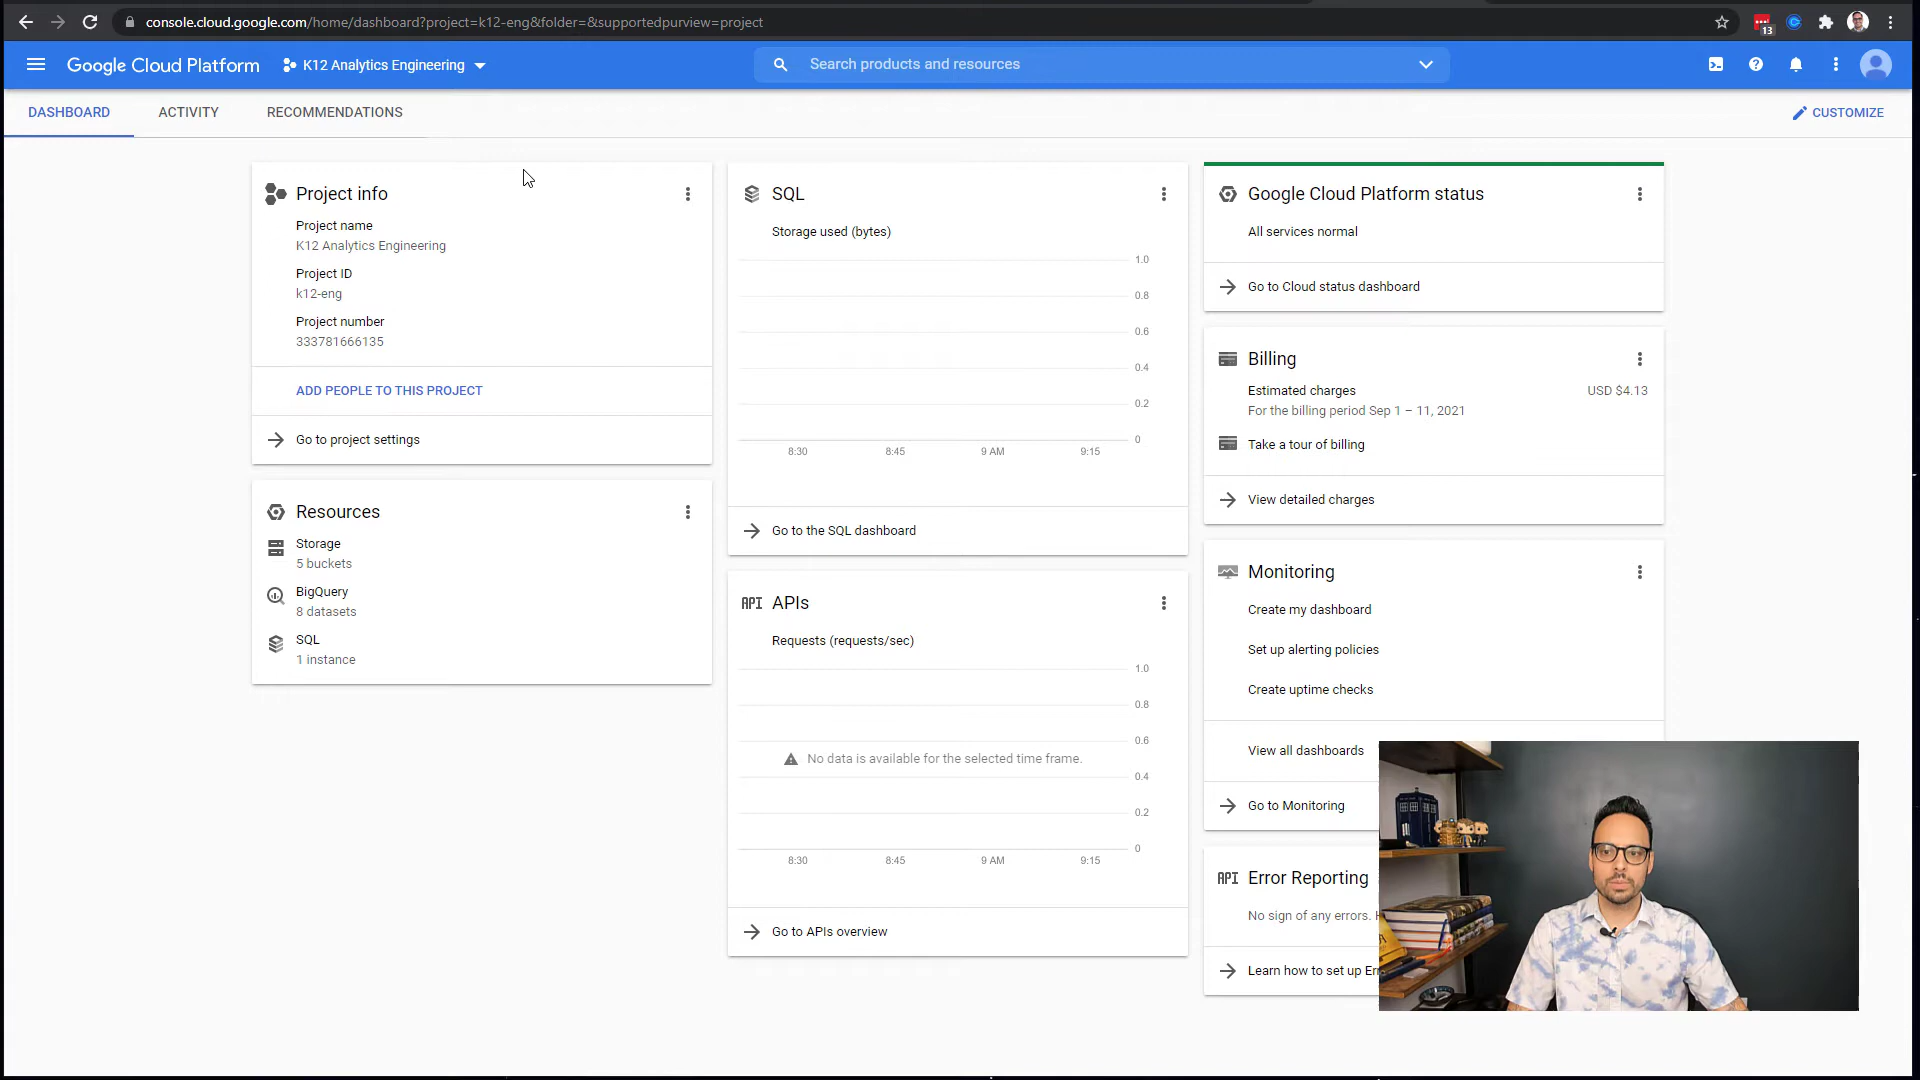 console.cloud.google.com/home/dashboard?project=k12-eng&folder=&supportedpurview=project
13
Google Cloud Platform
K12 Analytics Engineering
Search products and resources
DASHBOARD
ACTIVITY
RECOMMENDATIONS
CUSTOMIZE
Project info
Project name
K12 Analytics Engineering
Project ID
k12-eng
Project number
333781666135
ADD PEOPLE TO THIS PROJECT
Go to project settings
Resources
Storage
5 buckets
BigQuery
8 datasets
SQL
1 instance
SQL
Storage used (bytes)
1.0
0.8
0.6
0.4
0.2
0
8:30 8:45 9 AM 9:15
Go to the SQL dashboard
API APIs
Requests (requests/sec)
1.0
0.8
0.6
No data is available for the selected time frame.
0.4
0.2
0
8:30 8:45 9 AM 9:15
Go to APIs overview
Google Cloud Platform status
All services normal
Go to Cloud status dashboard
Billing
Estimated charges USD $4.13
For the billing period Sep 1 – 11, 2021
Take a tour of billing
View detailed charges
Monitoring
Create my dashboard
Set up alerting policies
Create uptime checks
View all dashboards
Go to Monitoring
API Error Reporting
No sign of any errors.
Learn how to set up